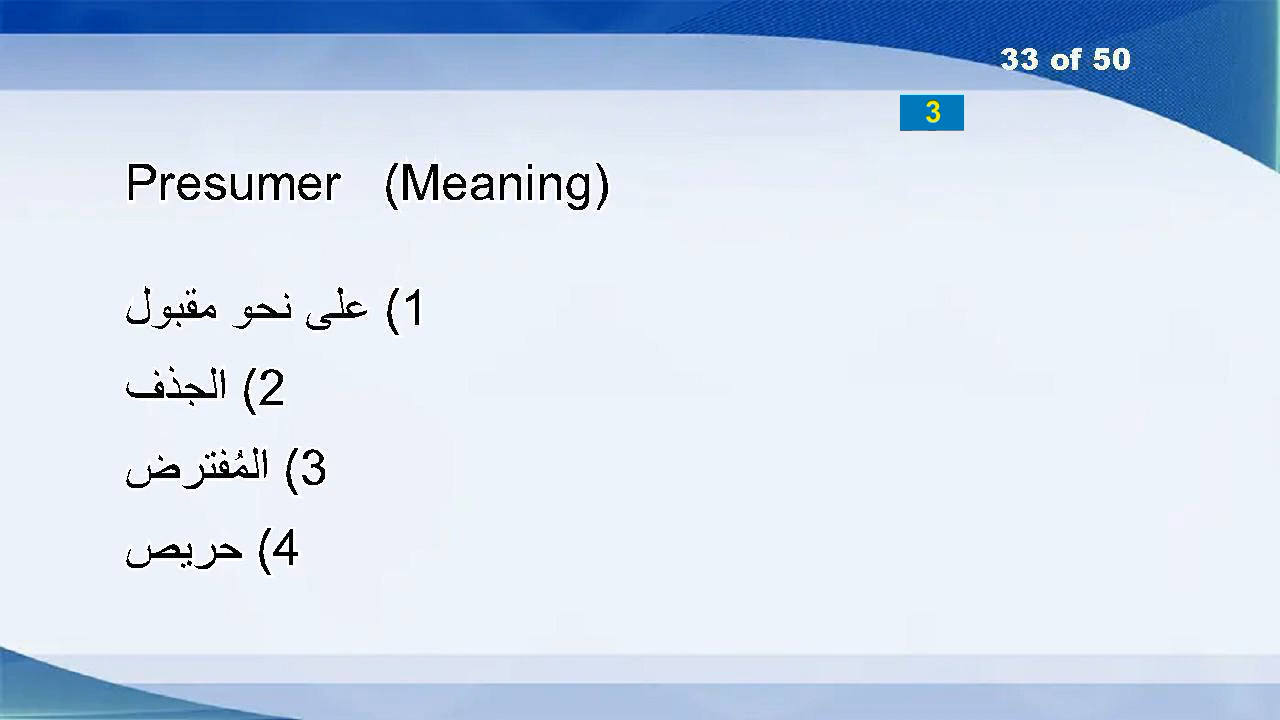 33 of 50
3
Presumer (Meaning)
1) على نحو مقبول
2) الجذف
3) المُفترض
4) حريص